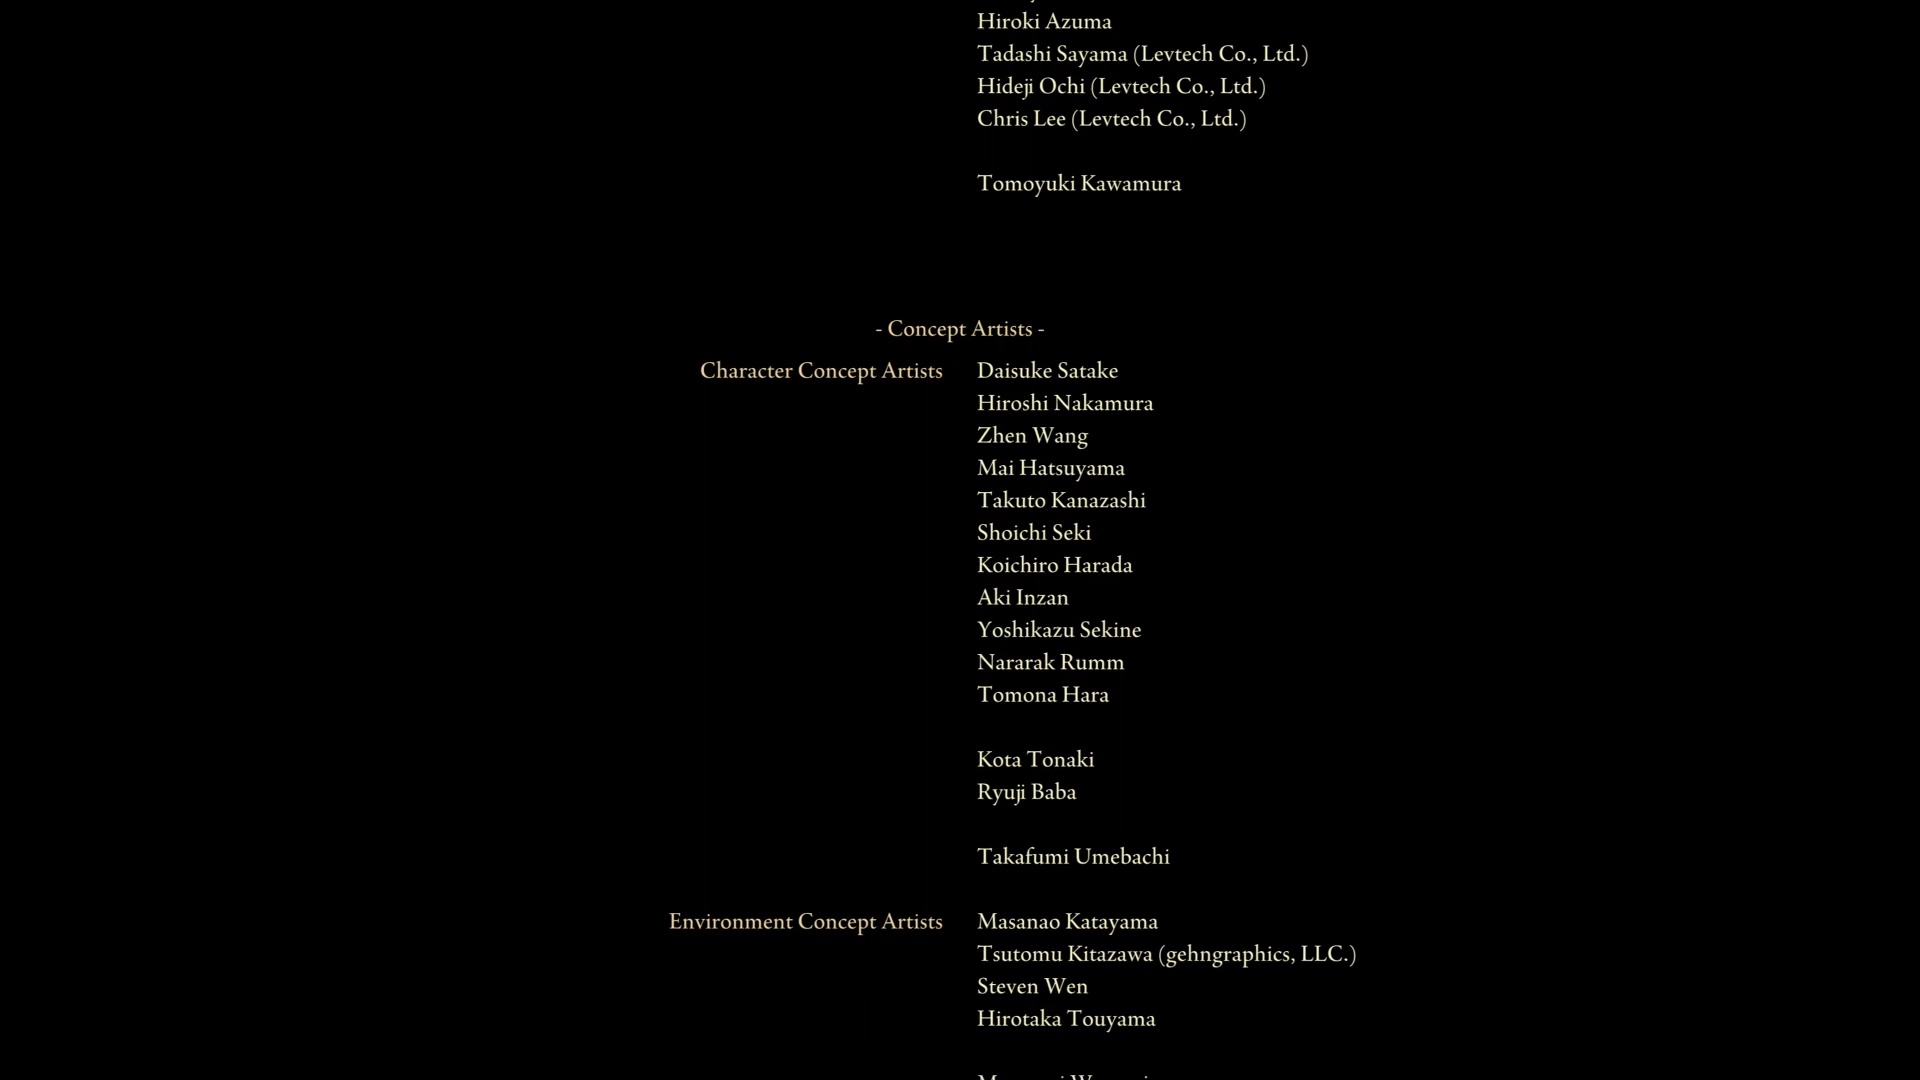 Hiroki Azuma
Tadashi Sayama (Levtech Co., Ltd.)
Hideji Ochi (Levtech Co., Ltd.)
Chris Lee (Levtech Co., Ltd.)
Tomoyuki Kawamura
- Concept Artists -
Character Concept Artists Daisuke Satake
Hiroshi Nakamura
Zhen Wang
Mai Hatsuyama
Takuto Kanazashi
Shoichi Seki
Koichiro Harada
Aki Inzan
Yoshikazu Sekine
Nararak Rumm
Tomona Hara
Kota Tonaki
Ryuji Baba
Takafumi Umebachi
Environment Concept Artists Masanao Katayama
Tsutomu Kitazawa (gehngraphics, LLC.)
Steven Wen
Hirotaka Touyama